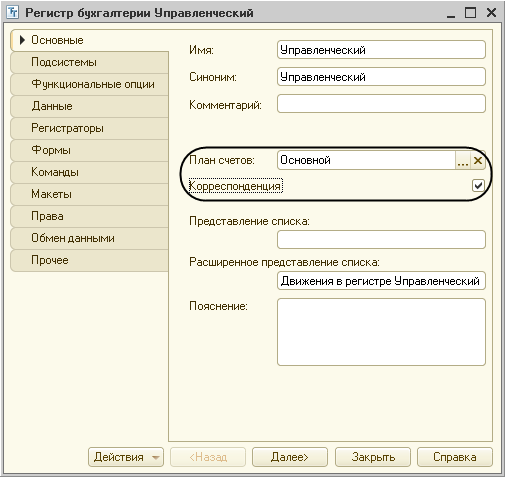 Регистр бухгалтерии Управленческий
Основные
Подсистемы
Функциональные опции
Данные
Регистраторы
Формы
Команды
Макеты
Права
Обмен данными
Прочее
Имя: Управленческий
Синоним: Управленческий
Комментарий:
План счетов: Основной ...
Корреспонденция
Представление списка:
Расширенное представление списка:
Движения в регистре Управленческий
Пояснение:
Действия <Назад Далее> Закрыть Справка